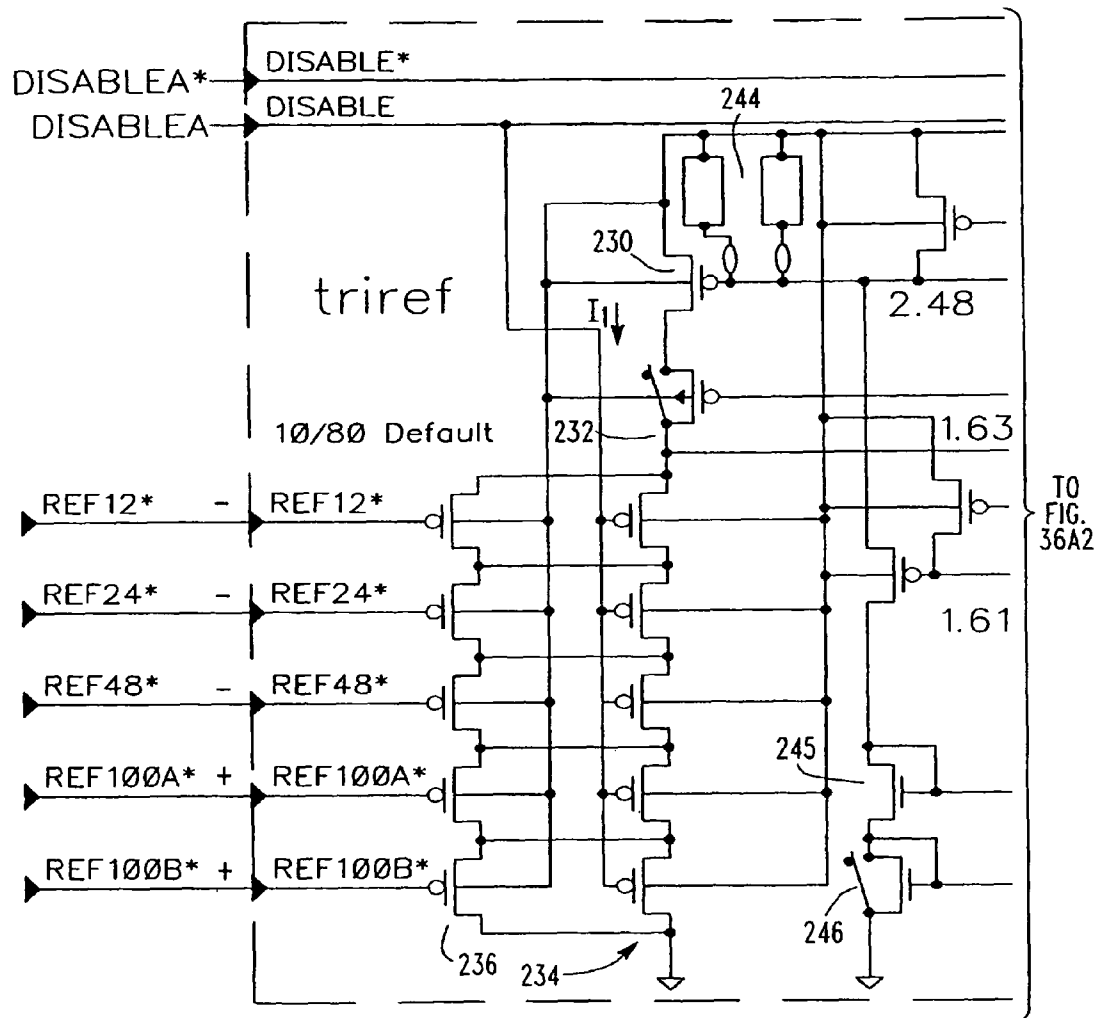 DISABLEA* DISABLE*
DISABLEA DISABLE
244
230
triref
I1
2.48
10/80 Default
232
1.63
REF12* - REF12*
TO
FIG.
36A2
REF24* - REF24*
1.61
REF48* - REF48*
245
REF100A* + REF100A*
REF100B* + REF100B*
246
236
234